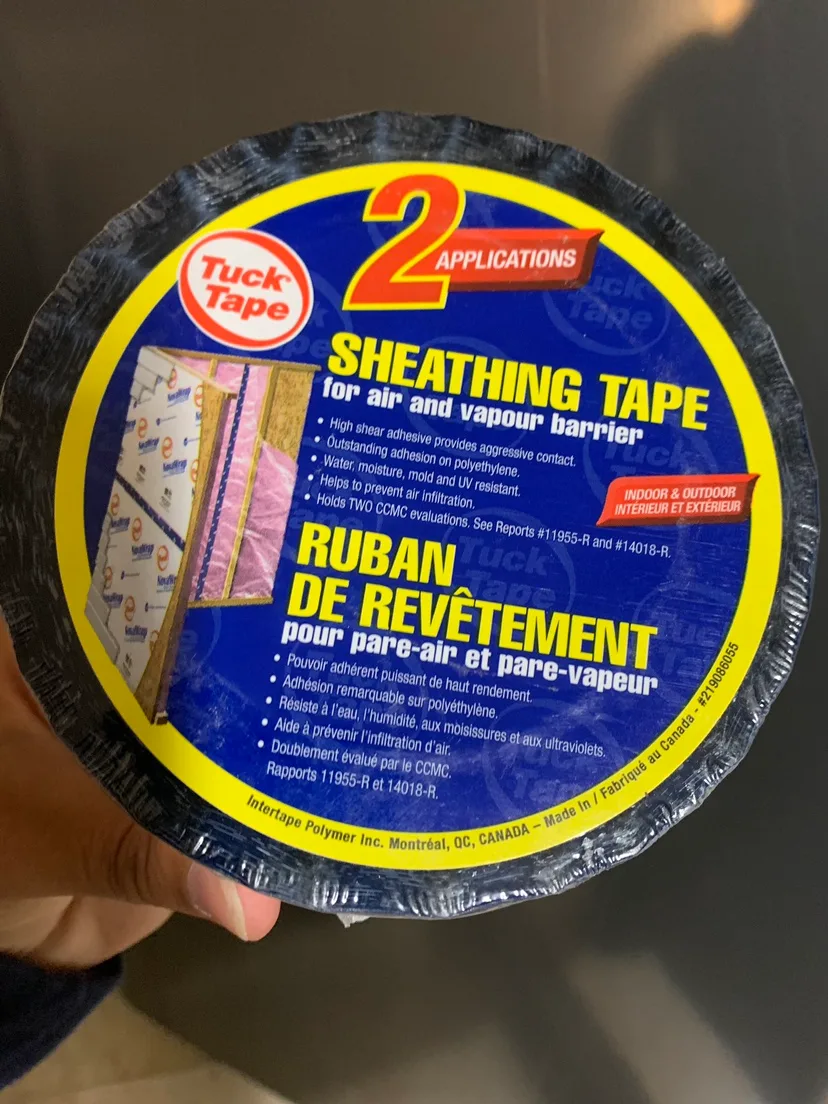 2
APPLICATIONS
Tuck
Tape
SHEATHING TAPE
for air and vapour barrier
• High shear adhesive provides aggressive contact.
• Outstanding adhesion on polyethylene.
• Water, moisture, mold and UV resistant.
• Helps to prevent air infiltration.
• Holds TWO CCMC evaluations. See Reports #11955-R and #14018-R.
INDOOR & OUTDOOR
INTÉRIEUR ET EXTÉRIEUR
RUBAN
DE REVÊTEMENT
pour pare-air et pare-vapeur
• Pouvoir adhérent puissant de haut rendement.
• Adhésion remarquable sur polyéthylène.
• Résiste à l'eau, l'humidité, aux moisissures et aux ultraviolets.
• Aide à prévenir l'infiltration d'air.
• Doublement évalué par le CCMC.
Rapports 11955-R et 14018-R.
Intertape Polymer Inc. Montréal, QC, CANADA – Made In / Fabriqué au Canada - #219086055